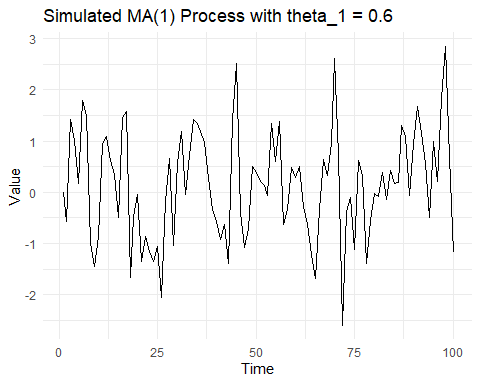 Simulated MA(1) Process with theta_1 = 0.6
Value
2
1
0
-1
-2
0 25 50 75 100
Time